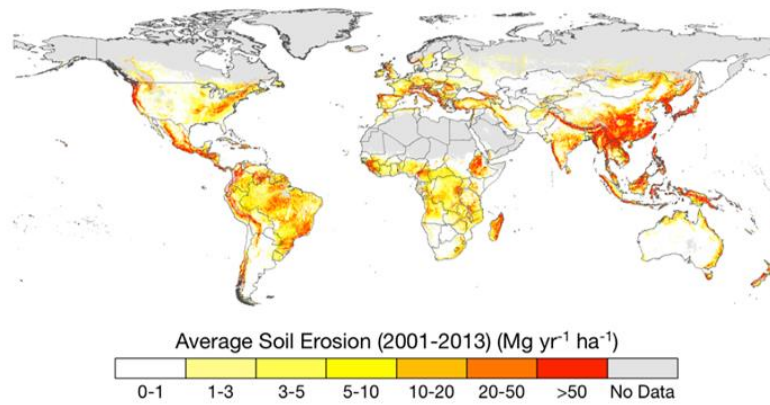 Average Soil Erosion (2001-2013) (Mg yr⁻¹ ha⁻¹)
0-1 1-3 3-5 5-10 10-20 20-50 >50 No Data